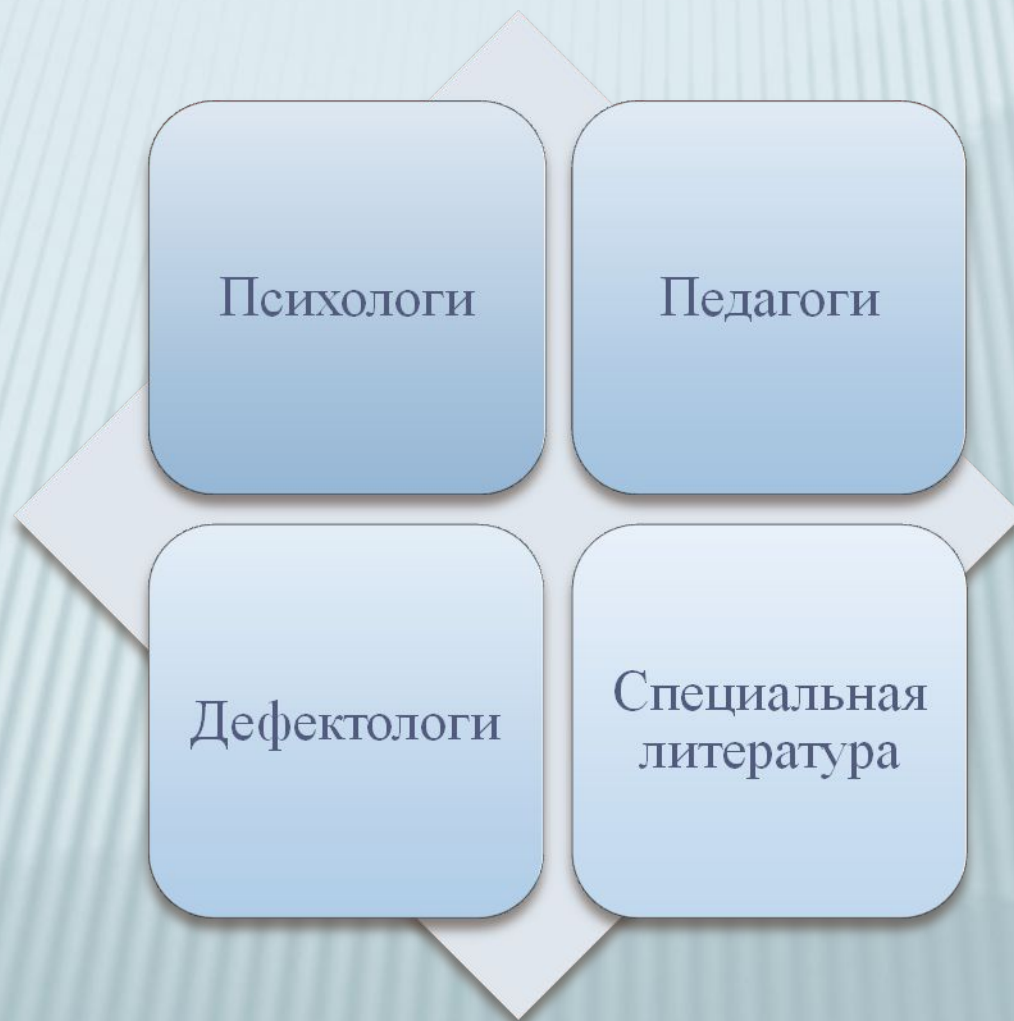 Психологи
Педагоги
Дефектологи
Специальная
литература